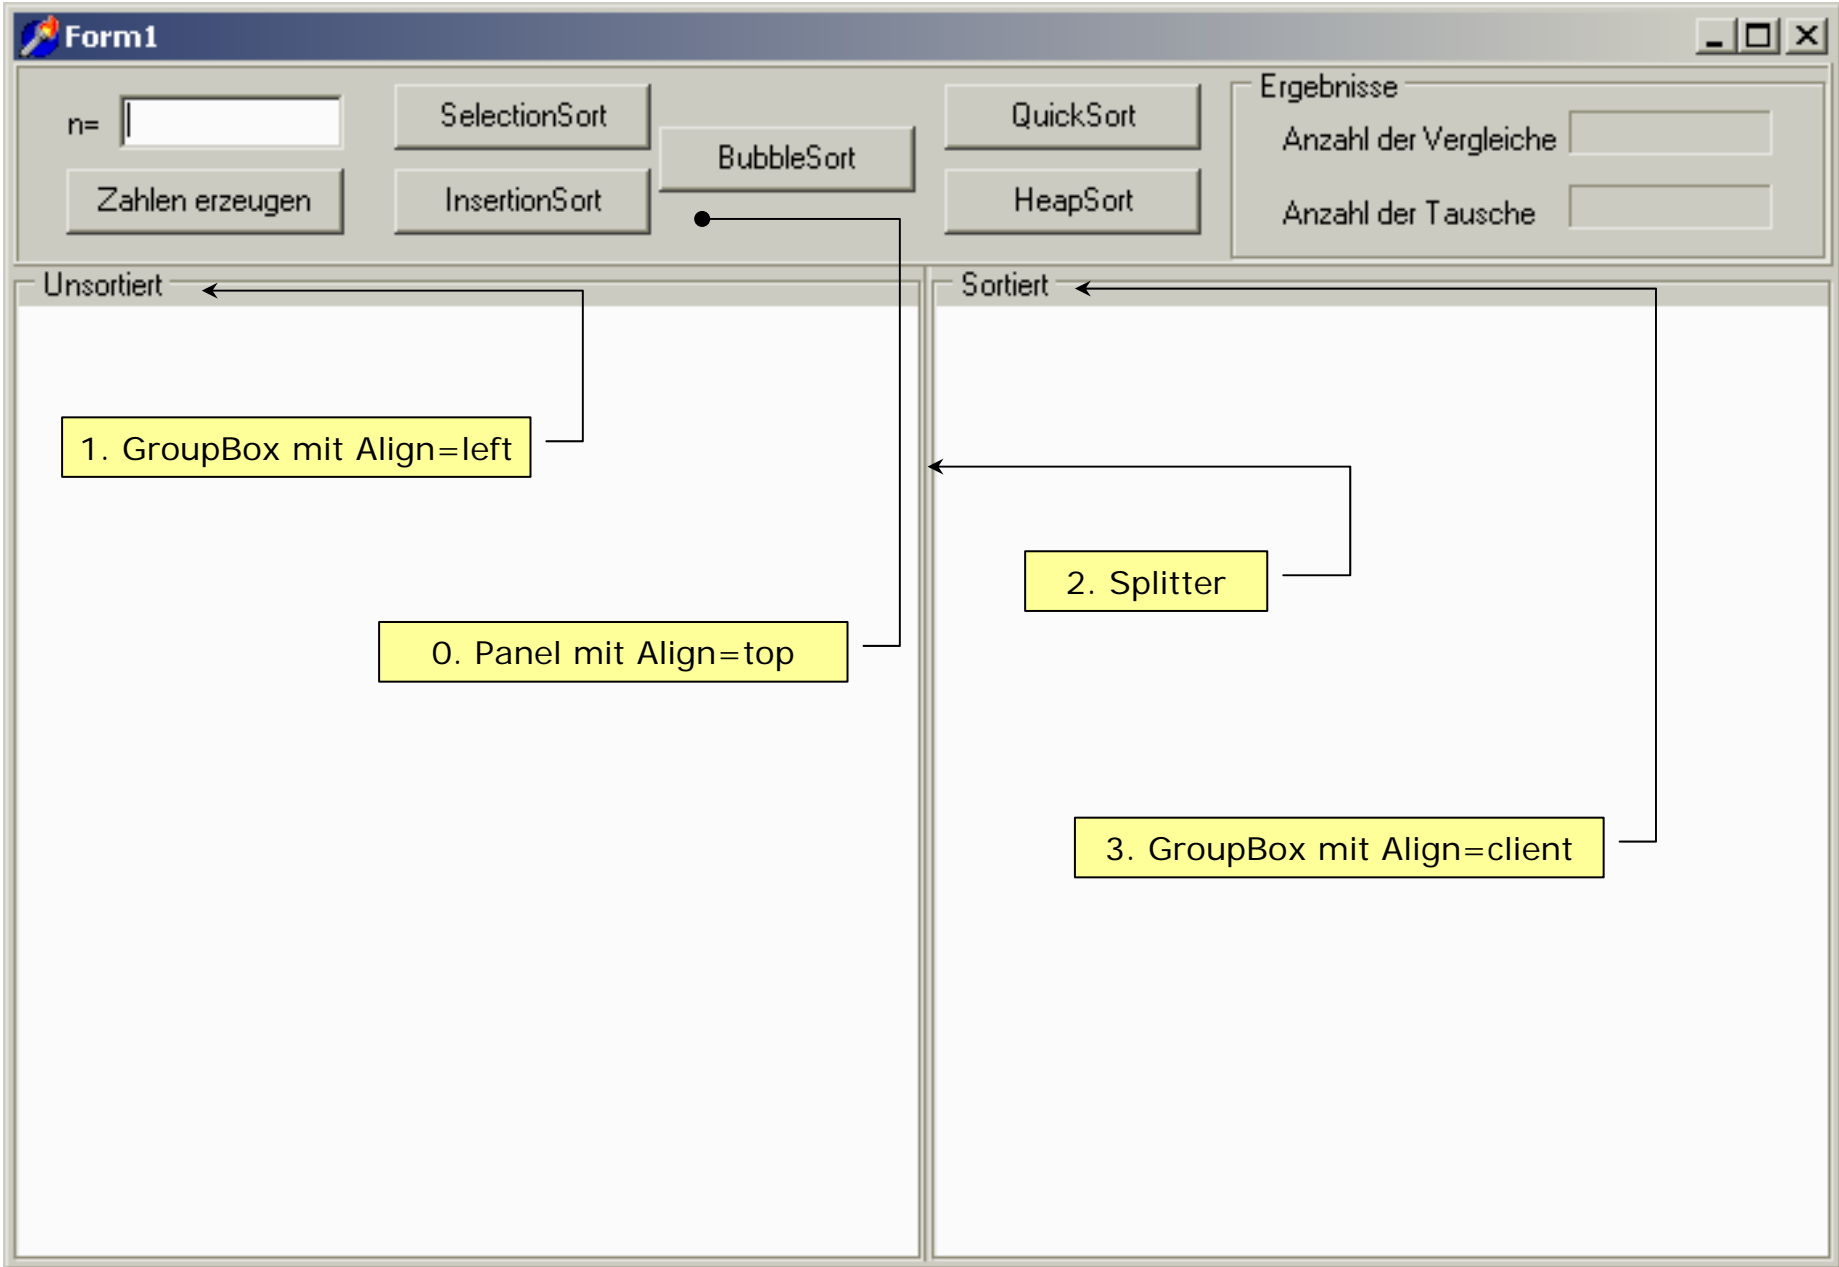 Form1
n=
SelectionSort
BubbleSort
QuickSort
Ergebnisse
Anzahl der Vergleiche
Zahlen erzeugen
InsertionSort
HeapSort
Anzahl der Tausche
Unsortiert
Sortiert
1. GroupBox mit Align=left
2. Splitter
0. Panel mit Align=top
3. GroupBox mit Align=client